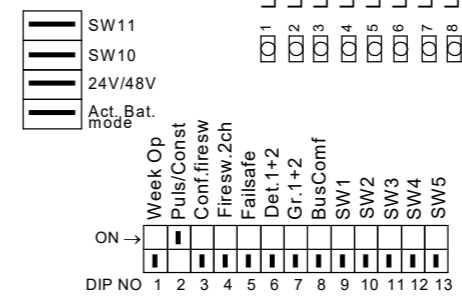 SW11
SW10
24V/48V
Act. Bat.
mode
1 2 3 4 5 6 7 8
Week Op
Puls/Const
Conf.firesw
Firesw.2ch
Failsafe
Det.1+2
Gr.1+2
BusComf
SW1
SW2
SW3
SW4
SW5
ON →
DIP NO 1 2 3 4 5 6 7 8 9 10 11 12 13